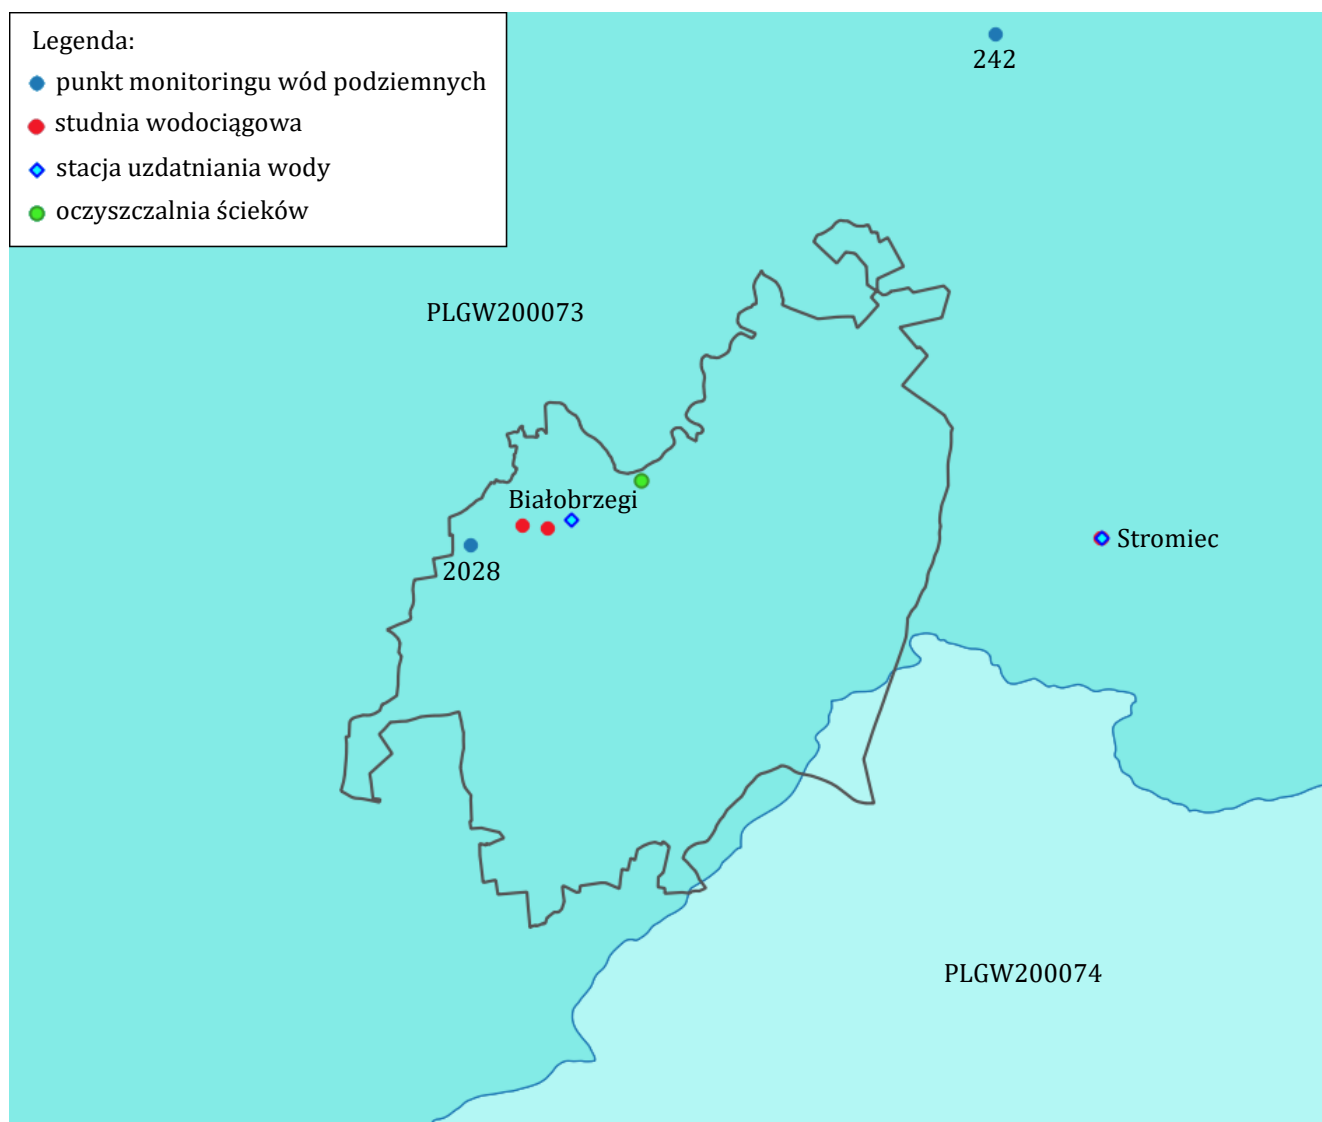 Legenda:
punkt monitoringu wód podziemnych
studnia wodociągowa
stacja uzdatniania wody
oczyszczalnia ścieków
242
PLGW200073
Białobrzegi
Stromiec
2028
PLGW200074